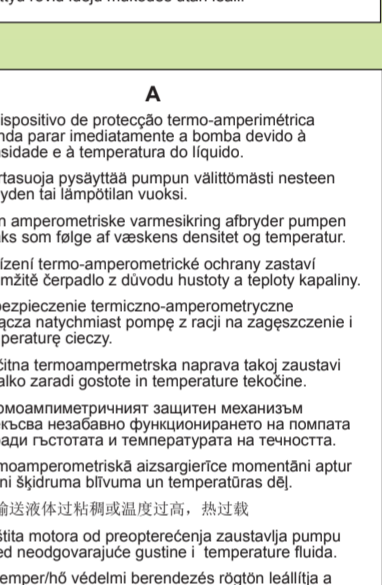 A
ispositivo de protecção termo-amperimétrica
nda parar imediatamente a bomba devido à
sidade e à temperatura do líquido.
rtasuoja pysäyttää pumpun välittömästi nesteen
yden tai lämpötilan vuoksi.
n amperometriske varmesikring afbryder pumpen
ks som følge af væskens densitet og temperatur.
ízení termo-amperometrické ochrany zastaví
mžitě čerpadlo z důvodu hustoty a teploty kapaliny.
ezpieczenie termiczno-amperometryczne
ącza natychmiast pompę z racji na zagęszczenie i
peraturę cieczy.
čitna termoampermetrska naprava takoj zaustavi
alko zaradi gostote in temperature tekočine.
рмоампиметричният защитен механизъм
късва незабавно функционирането на помпата
ади гъстотата и температурата на течността.
moamperometriskā aizsargierīce momentāni aptur
ni šķidruma blīvuma un temperatūras dēļ.
输送液体过粘稠或温度过高，热过载
štita motora od preopterećenja zaustavlja pumpu
ed neodgovarajuće gustine i temperature fluida.
emper/hő védelmi berendezés rögtön leállítja a